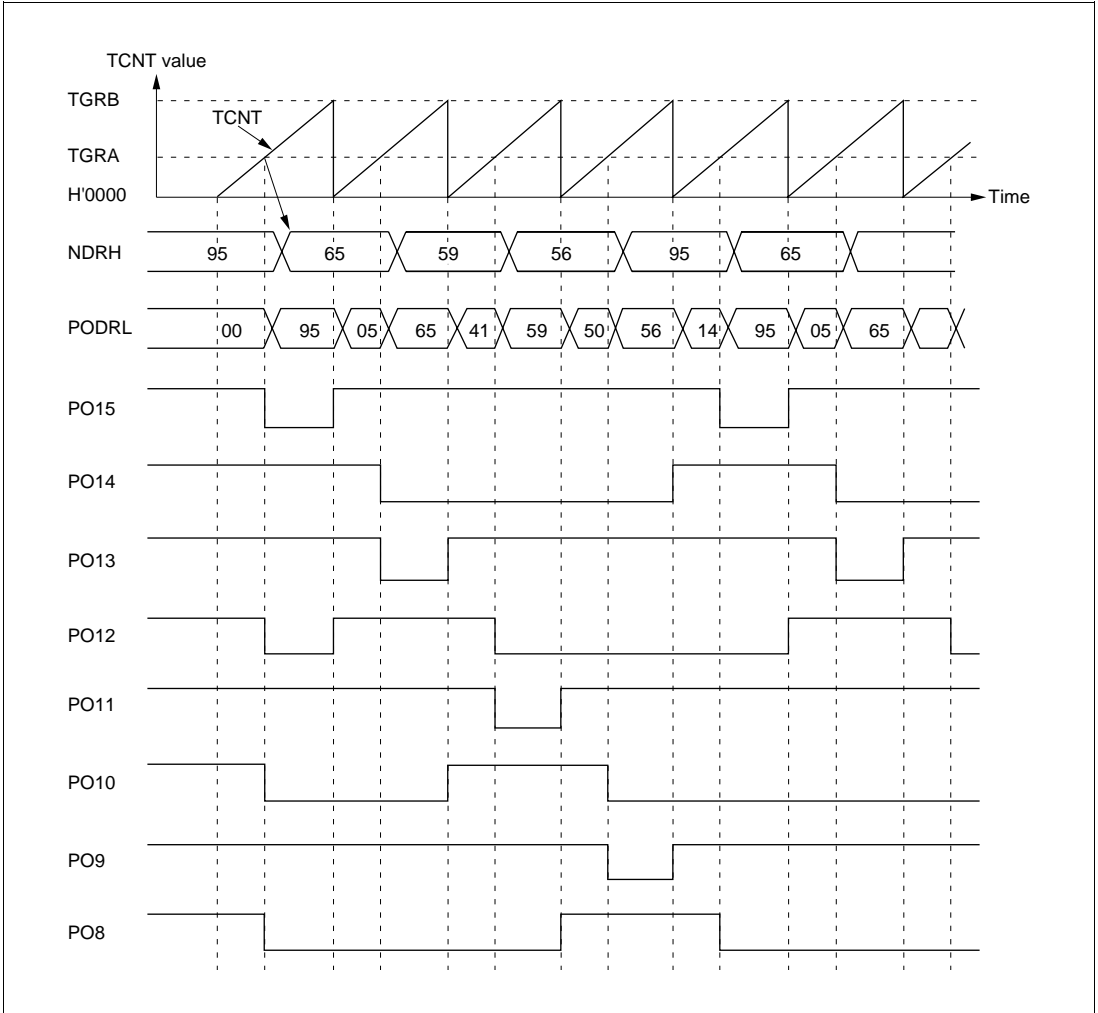 TCNT value
TGRB
TCNT
TGRA
H'0000
Time
NDRH 95 65 59 56 95 65
PODRL 00 95 05 65 41 59 50 56 14 95 05 65
PO15
PO14
PO13
PO12
PO11
PO10
PO9
PO8